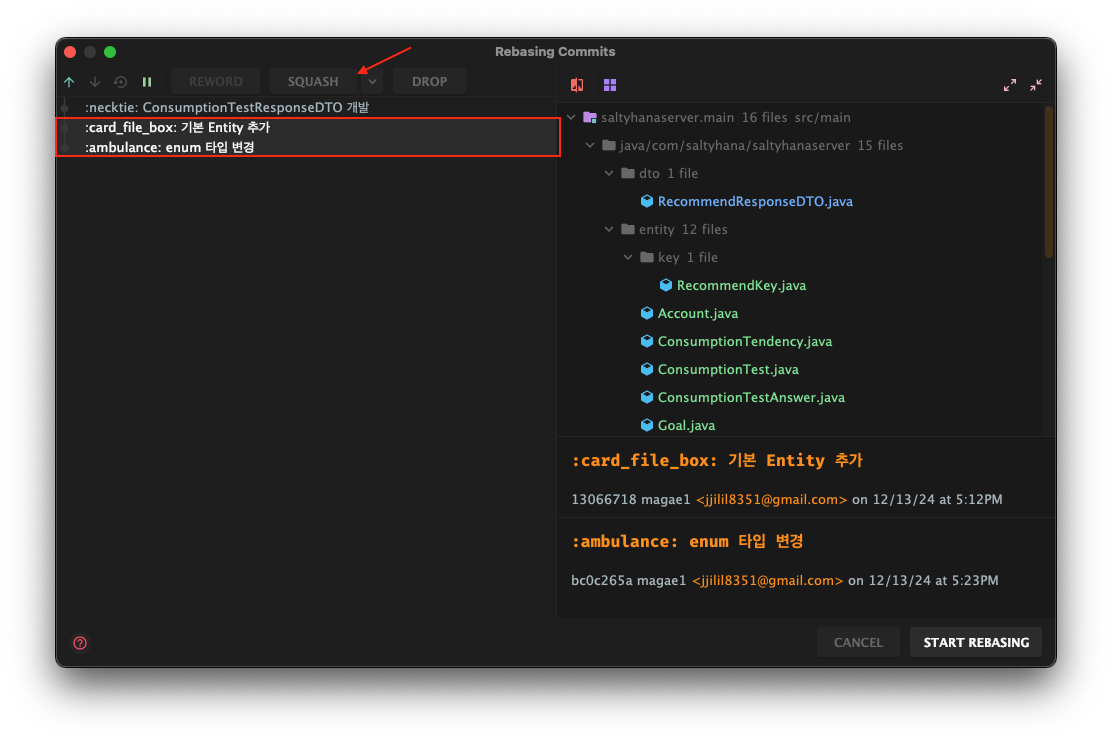 Rebasing Commits
REWORD SQUASH DROP
:necktie: ConsumptionTestResponseDTO 개발
:card_file_box: 기본 Entity 추가
:ambulance: enum 타입 변경
saltyhanaserver.main 16 files src/main
java/com/saltyhana/saltyhanaserver 15 files
dto 1 file
RecommendResponseDTO.java
entity 12 files
key 1 file
RecommendKey.java
Account.java
ConsumptionTendency.java
ConsumptionTest.java
ConsumptionTestAnswer.java
Goal.java
:card_file_box: 기본 Entity 추가
13066718 magae1 <jjilil8351@gmail.com> on 12/13/24 at 5:12PM
:ambulance: enum 타입 변경
bc0c265a magae1 <jjilil8351@gmail.com> on 12/13/24 at 5:23PM
CANCEL START REBASING